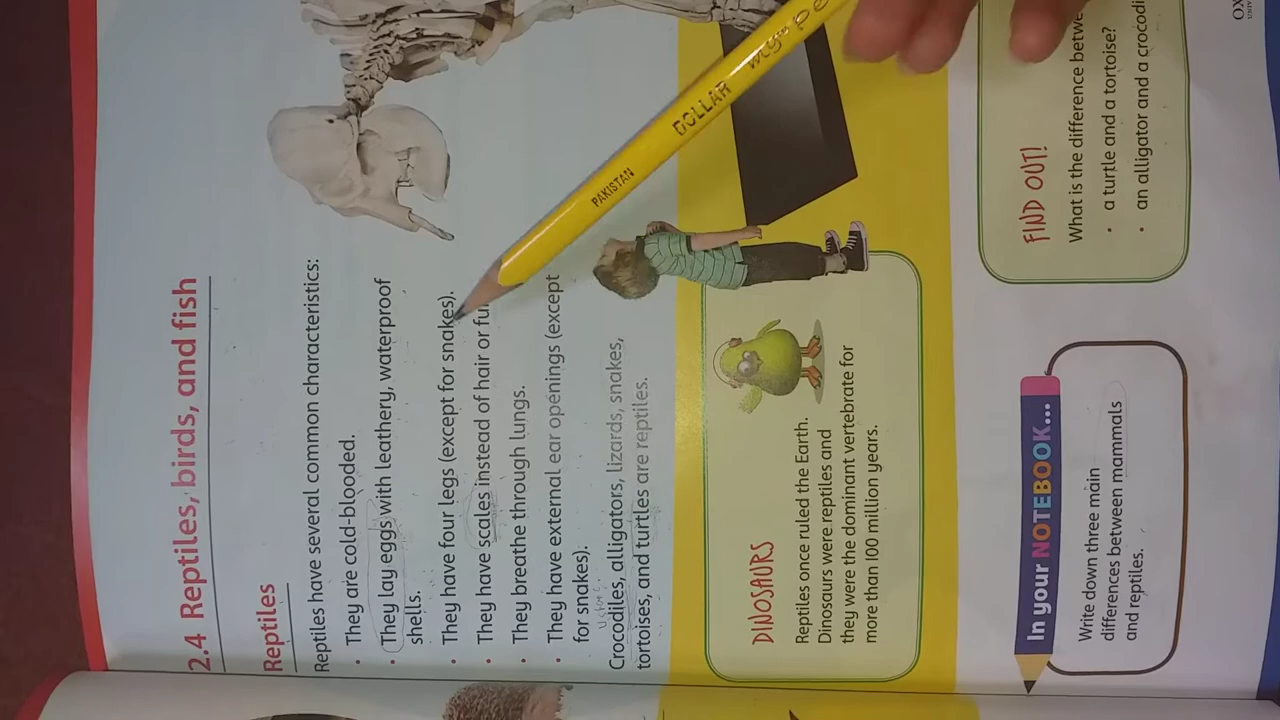 2.4 Reptiles, birds, and fish
Reptiles
Reptiles have several common characteristics:
• They are cold-blooded.
• They lay eggs with leathery, waterproof
shells.
• They have four legs (except for snakes).
• They have scales instead of hair or fu
• They breathe through lungs.
• They have external ear openings (except
for snakes).
Crocodiles, alligators, lizards, snakes,
tortoises, and turtles are reptiles.
PAKISTAN
DOLLAR my pe
DINOSAURS
Reptiles once ruled the Earth.
Dinosaurs were reptiles and
they were the dominant vertebrate for
more than 100 million years.
In your NOTEBOOK...
Write down three main
differences between mammals
and reptiles.
FIND OUT!
What is the difference betwe
• a turtle and a tortoise?
• an alligator and a crocodi
OX